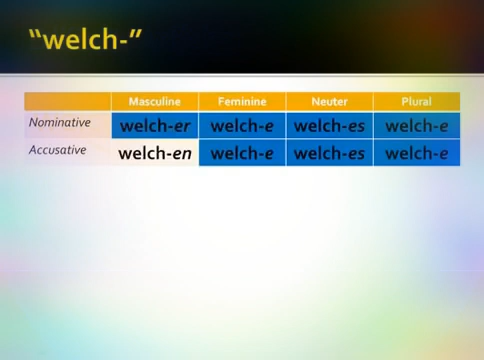 “welch-”
Masculine Feminine Neuter Plural
Nominative welch-er welch-e welch-es welch-e
Accusative welch-en welch-e welch-es welch-e